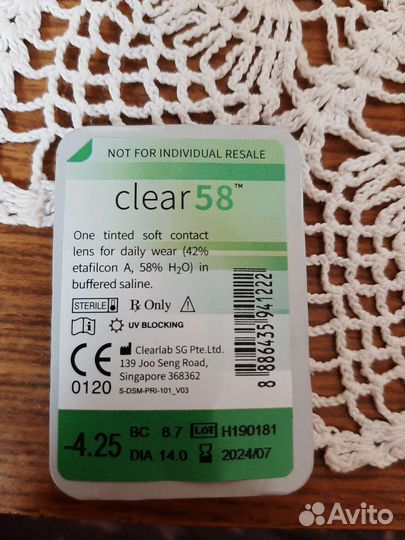 NOT FOR INDIVIDUAL RESALE
clear58™
One tinted soft contact
lens for daily wear (42%
etafilcon A, 58% H₂O) in
buffered saline.
STERILE Rx Only
UV BLOCKING
CE Clearlab SG Pte.Ltd.
139 Joo Seng Road,
0120 Singapore 368362
S-DSM-PRI-101_V03
8 886435 941222
-4.25 BC 8.7 LOT H190181
DIA 14.0 2024/07
Avito